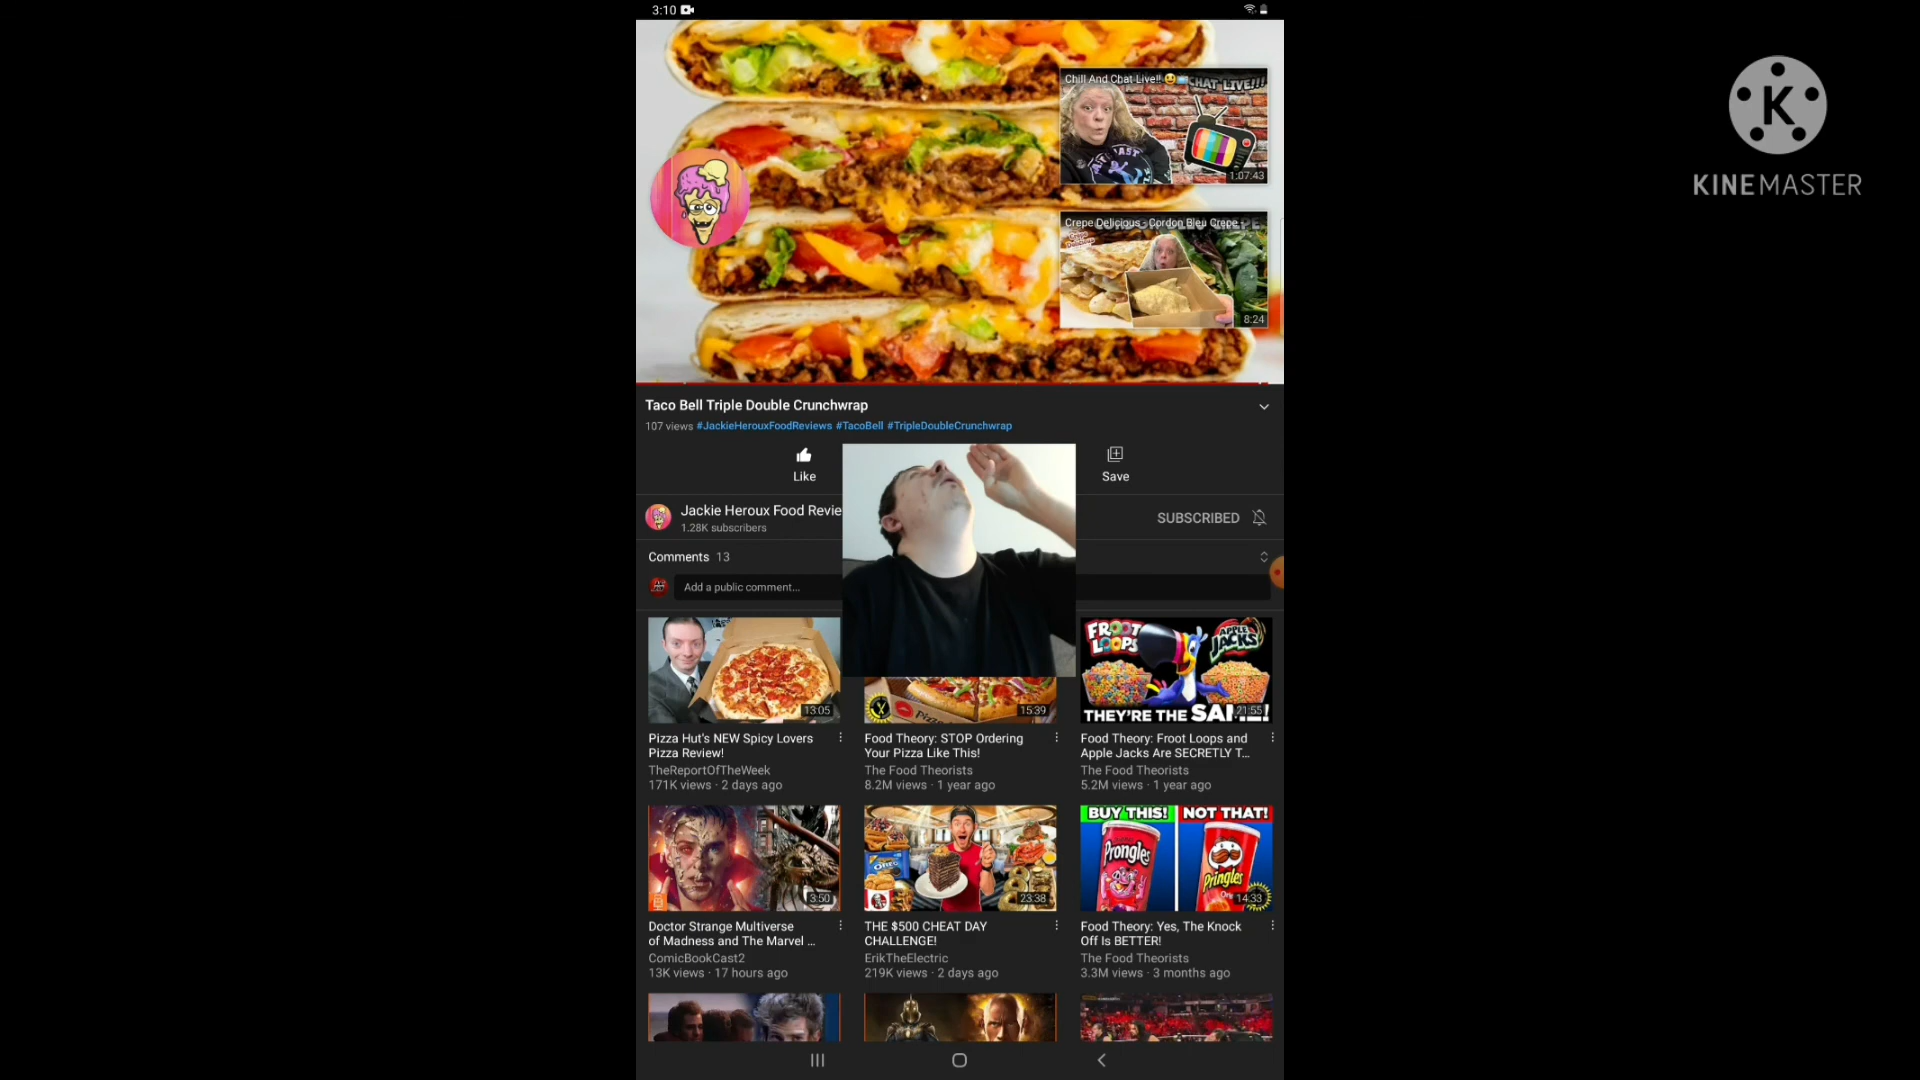 3:10
Chill And Chat Live!!
CHAT LIVE!!!
1:07:43
Crepe Delicious - Gordon Bleu Crepe -
8:24
K
KINEMASTER
Taco Bell Triple Double Crunchwrap
107 views #JackieHerouxFoodReviews #TacoBell #TripleDoubleCrunchwrap
Like
Save
Jackie Heroux Food Revie
1.28K subscribers
SUBSCRIBED
Comments 13
Add a public comment...
13:05
15:39
FROOT LOOPS
APPLE JACKS
THEY'RE THE
21:55
Pizza Hut's NEW Spicy Lovers
Pizza Review!
TheReportOfTheWeek
171K views · 2 days ago
Food Theory: STOP Ordering
Your Pizza Like This!
The Food Theorists
8.2M views · 1 year ago
Food Theory: Froot Loops and
Apple Jacks Are SECRETLY T...
The Food Theorists
5.2M views · 1 year ago
3:50
OREO
KFC
23:38
BUY THIS! NOT THAT!
Prongles
Pringles
14:33
Doctor Strange Multiverse
of Madness and The Marvel ...
ComicBookCast2
13K views · 17 hours ago
THE $500 CHEAT DAY
CHALLENGE!
ErikTheElectric
219K views · 2 days ago
Food Theory: Yes, The Knock
Off Is BETTER!
The Food Theorists
3.3M views · 3 months ago